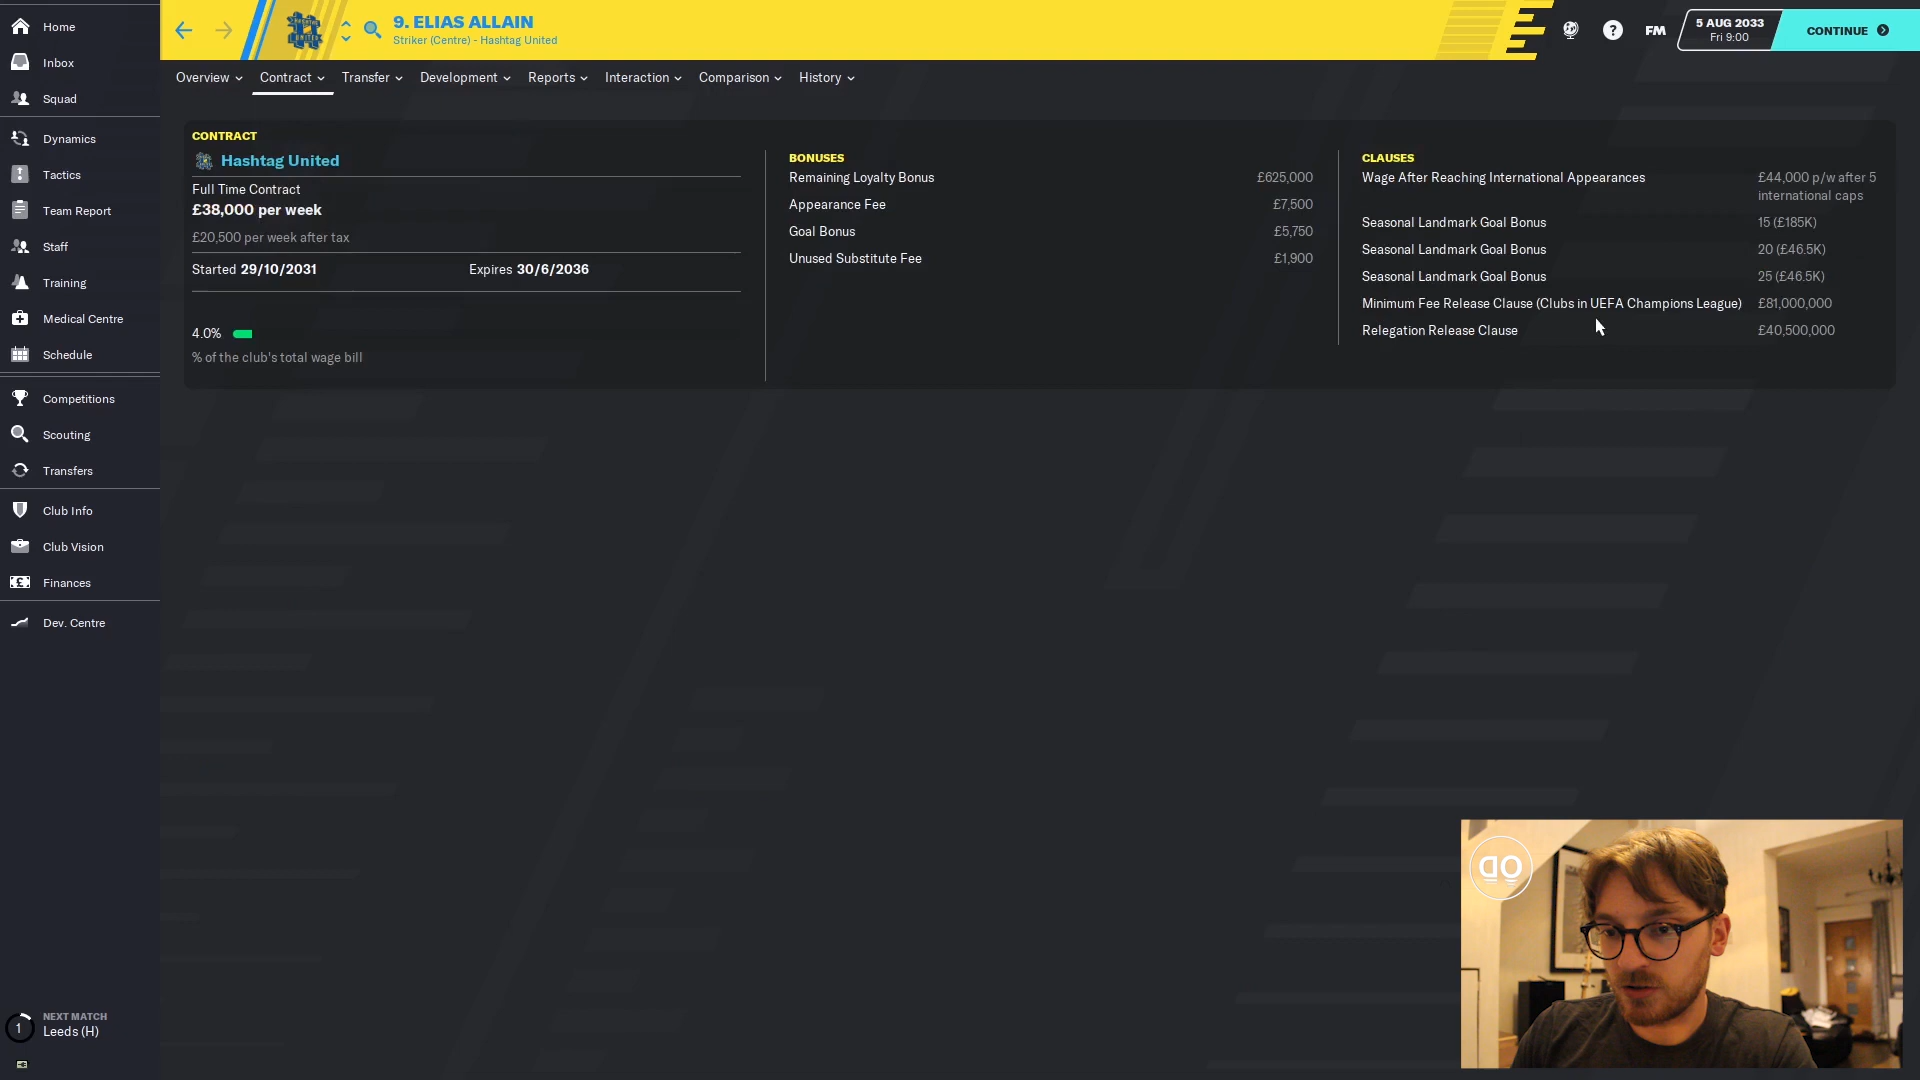 Home
Inbox
Squad
Dynamics
Tactics
Team Report
Staff
Training
Medical Centre
Schedule
Competitions
Scouting
Transfers
Club Info
Club Vision
Finances
Dev. Centre
1
NEXT MATCH
Leeds (H)
9. ELIAS ALLAIN
Striker (Centre) - Hashtag United
?
FM
5 AUG 2033
Fri 9:00
CONTINUE
Overview
Contract
Transfer
Development
Reports
Interaction
Comparison
History
CONTRACT
Hashtag United
Full Time Contract
£38,000 per week
£20,500 per week after tax
Started 29/10/2031
Expires 30/6/2036
4.0%
% of the club's total wage bill
BONUSES
Remaining Loyalty Bonus £625,000
Appearance Fee £7,500
Goal Bonus £5,750
Unused Substitute Fee £1,900
CLAUSES
Wage After Reaching International Appearances £44,000 p/w after 5
international caps
Seasonal Landmark Goal Bonus 15 (£185K)
Seasonal Landmark Goal Bonus 20 (£46.5K)
Seasonal Landmark Goal Bonus 25 (£46.5K)
Minimum Fee Release Clause (Clubs in UEFA Champions League) £81,000,000
Relegation Release Clause £40,500,000